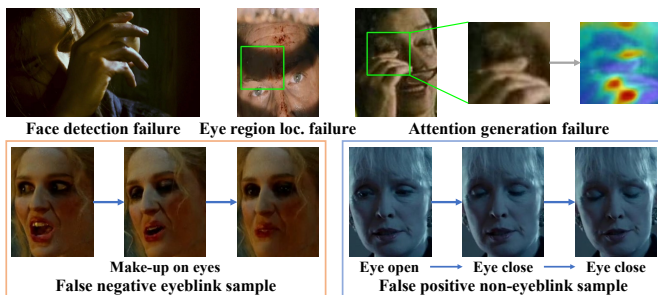 Face detection failure Eye region loc. failure Attention generation failure
Make-up on eyes
False negative eyeblink sample
Eye open Eye close Eye close
False positive non-eyeblink sample